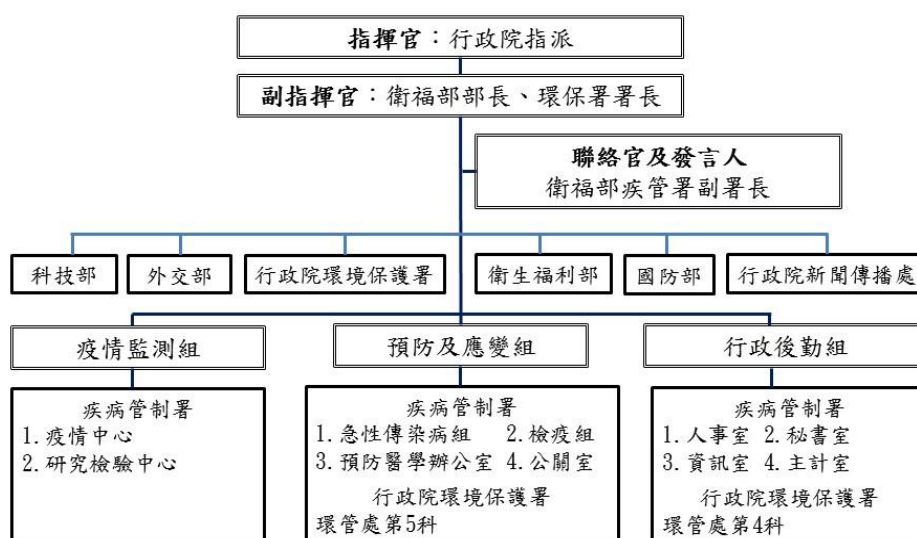 指揮官：行政院指派
副指揮官：衛福部部長、環保署署長
聯絡官及發言人
衛福部疾管署副署長
科技部
外交部
行政院環境保護署
衛生福利部
國防部
行政院新聞傳播處
疫情監測組
預防及應變組
行政後勤組
疾病管制署
1.疫情中心
2.研究檢驗中心
疾病管制署
1.急性傳染病組 2.檢疫組
3.預防醫學辦公室 4.公關室
行政院環境保護署
環管處第5科
疾病管制署
1.人事室 2.秘書室
3.資訊室 4.主計室
行政院環境保護署
環管處第4科